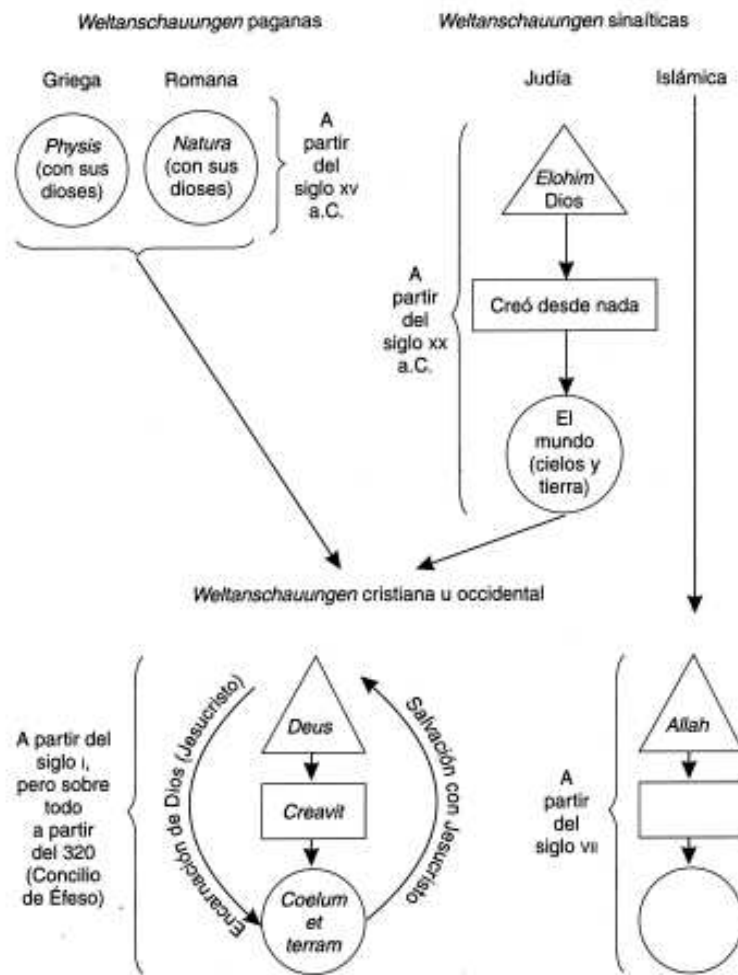 Weltanschauungen paganas
Griega
Romana
Physis
(con sus
dioses)
Natura
(con sus
dioses)
A
partir
del
siglo XV
a.C.
Weltanschauungen sinaíticas
Judía
Islámica
Elohim
Dios
Creó desde nada
El
mundo
(cielos y
tierra)
A
partir
del
siglo XX
a.C.
Weltanschauungen cristiana u occidental
A partir del
siglo I,
pero sobre
todo
a partir
del 320
(Concilio
de Éfeso)
Encarnación de Dios (Jesucristo)
Deus
Creavit
Coelum
et
terram
Salvación con Jesucristo
A
partir
del
siglo VII
Allah